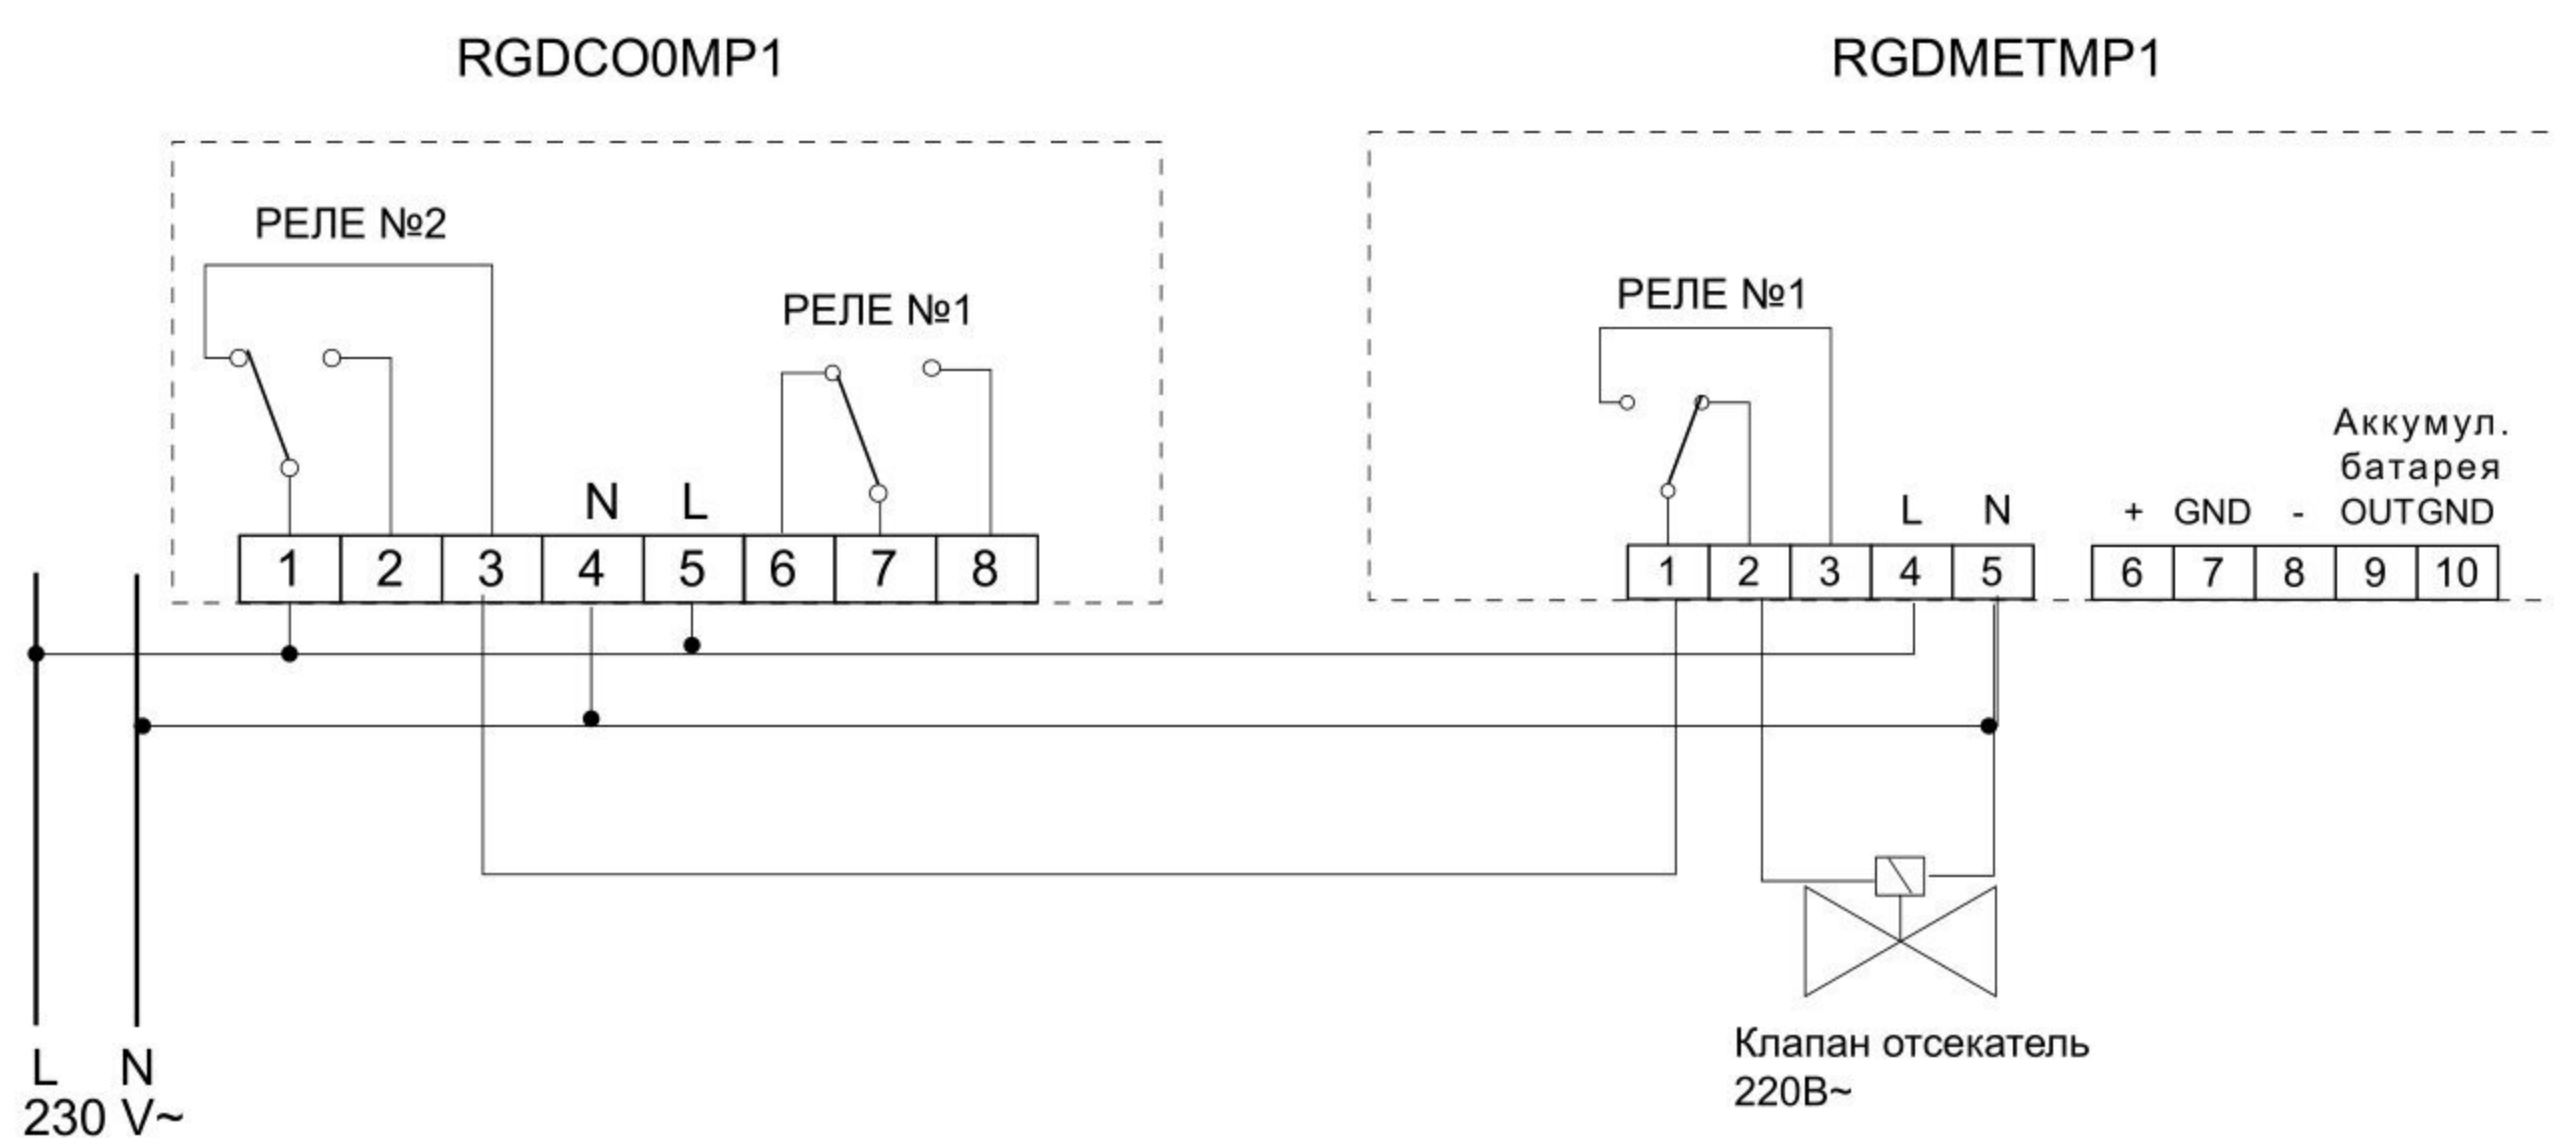 RGDCO0MP1
RGDMETMP1
РЕЛЕ №2
РЕЛЕ №1
РЕЛЕ №1
N L
L N
Аккумул.
батарея
+ GND - OUTGND
1 2 3 4 5 6 7 8
1 2 3 4 5
6 7 8 9 10
L N
230 V~
Клапан отсекатель
220В~